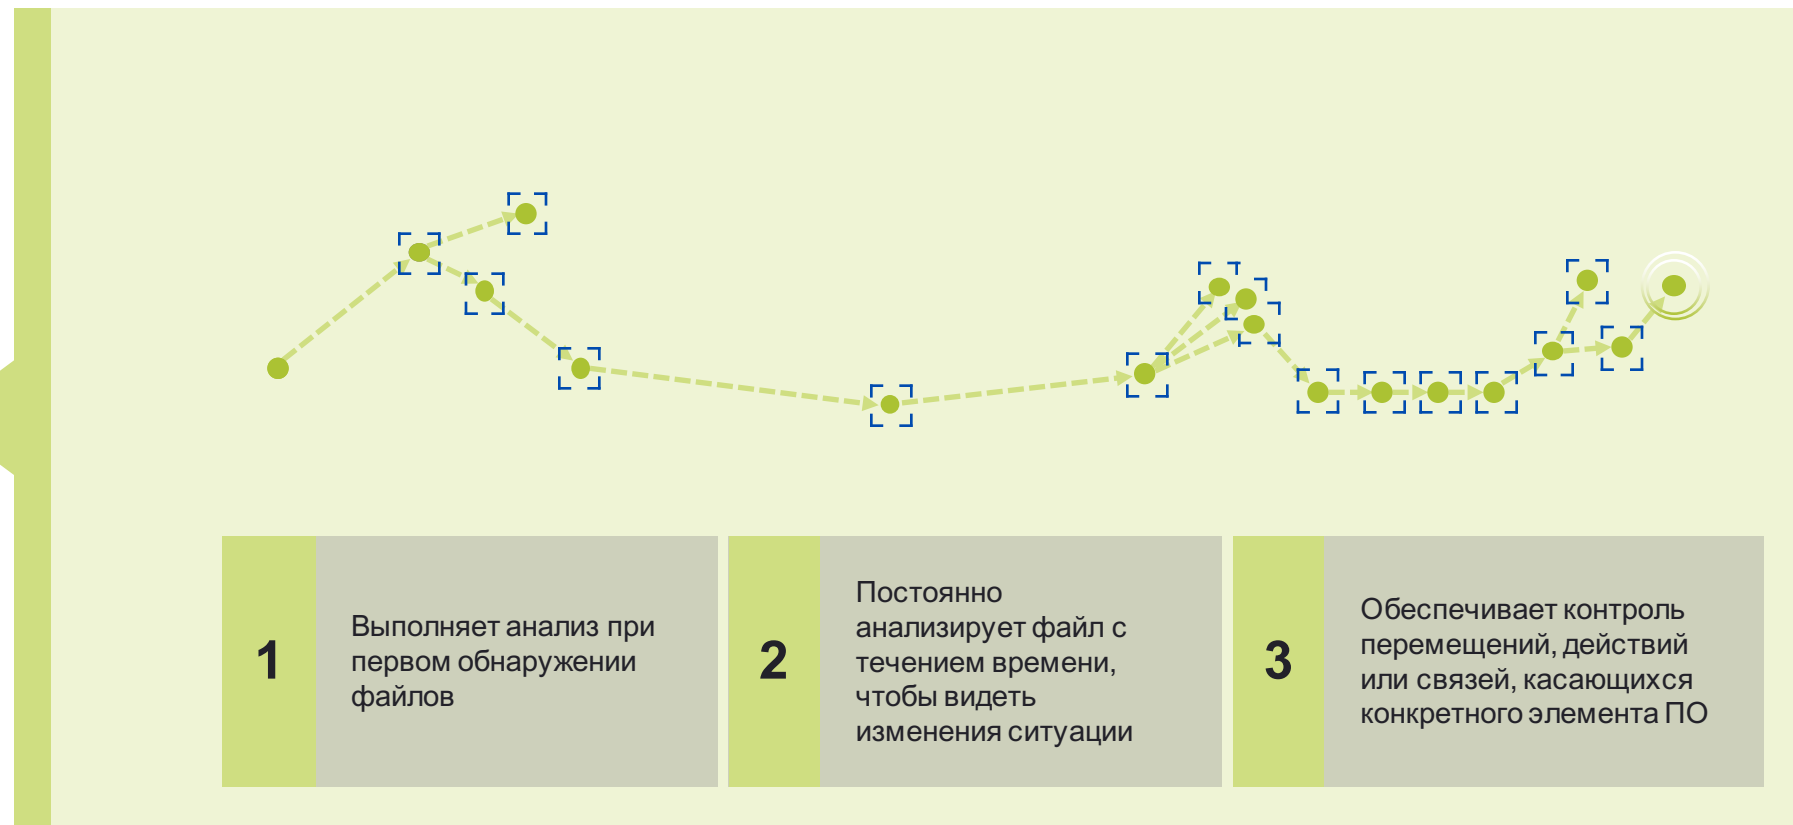 1
Выполняет анализ при
первом обнаружении
файлов
2
Постоянно
анализирует файл с
течением времени,
чтобы видеть
изменения ситуации
3
Обеспечивает контроль
перемещений, действий
или связей, касающихся
конкретного элемента ПО